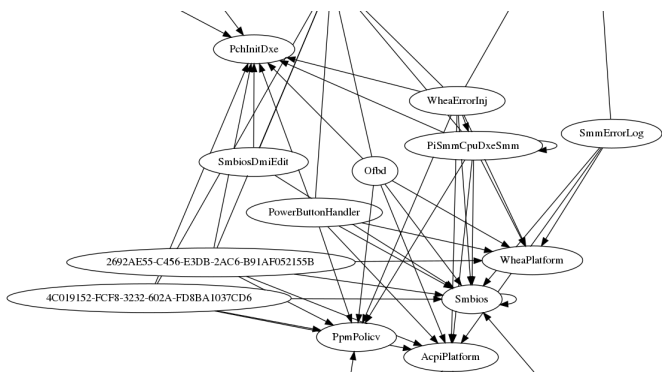 PchInitDxe
WheaErrorInj
SmmErrorLog
PiSmmCpuDxeSmm
SmbiosDmiEdit
Ofbd
PowerButtonHandler
2692AE55-C456-E3DB-2AC6-B91AF052155B
WheaPlatform
4C019152-FCF8-3232-602A-FD8BA1037CD6
Smbios
PpmPolicy
AcpiPlatform